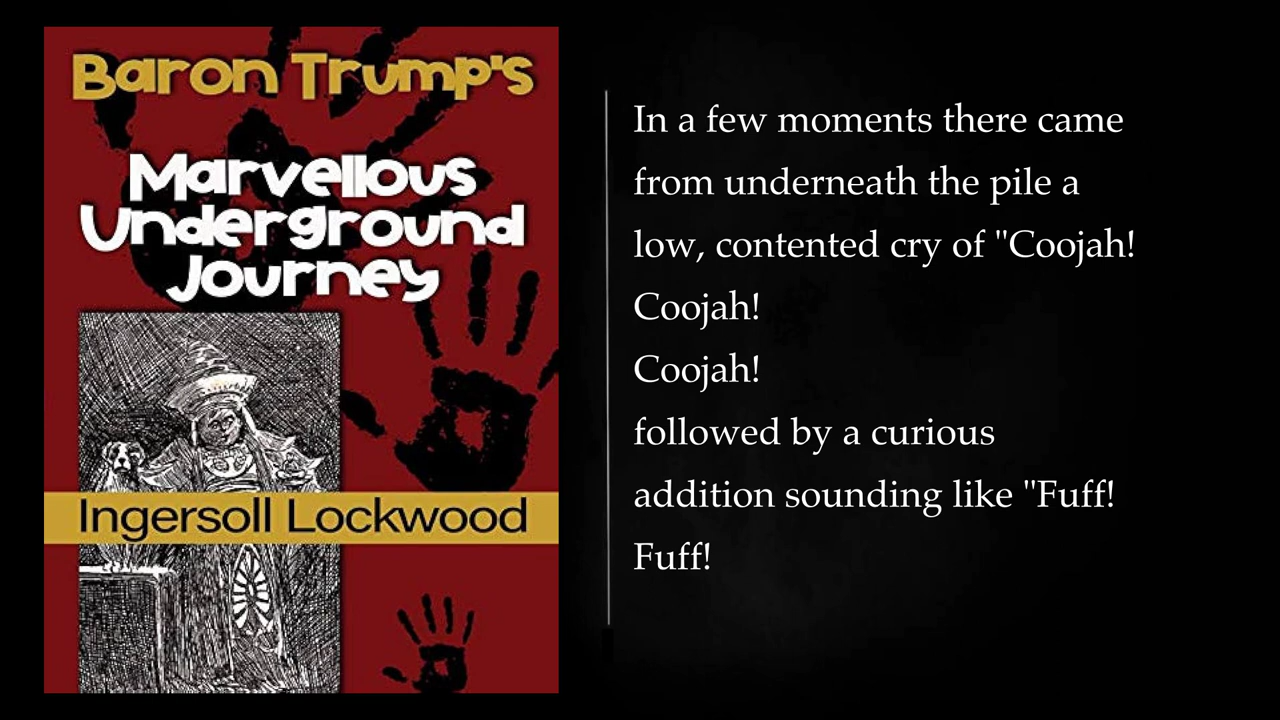 Baron Trump's
Marvellous
Underground
Journey
Ingersoll Lockwood
In a few moments there came
from underneath the pile a
low, contented cry of "Coojah!
Coojah!
Coojah!
followed by a curious
addition sounding like "Fuff!
Fuff!